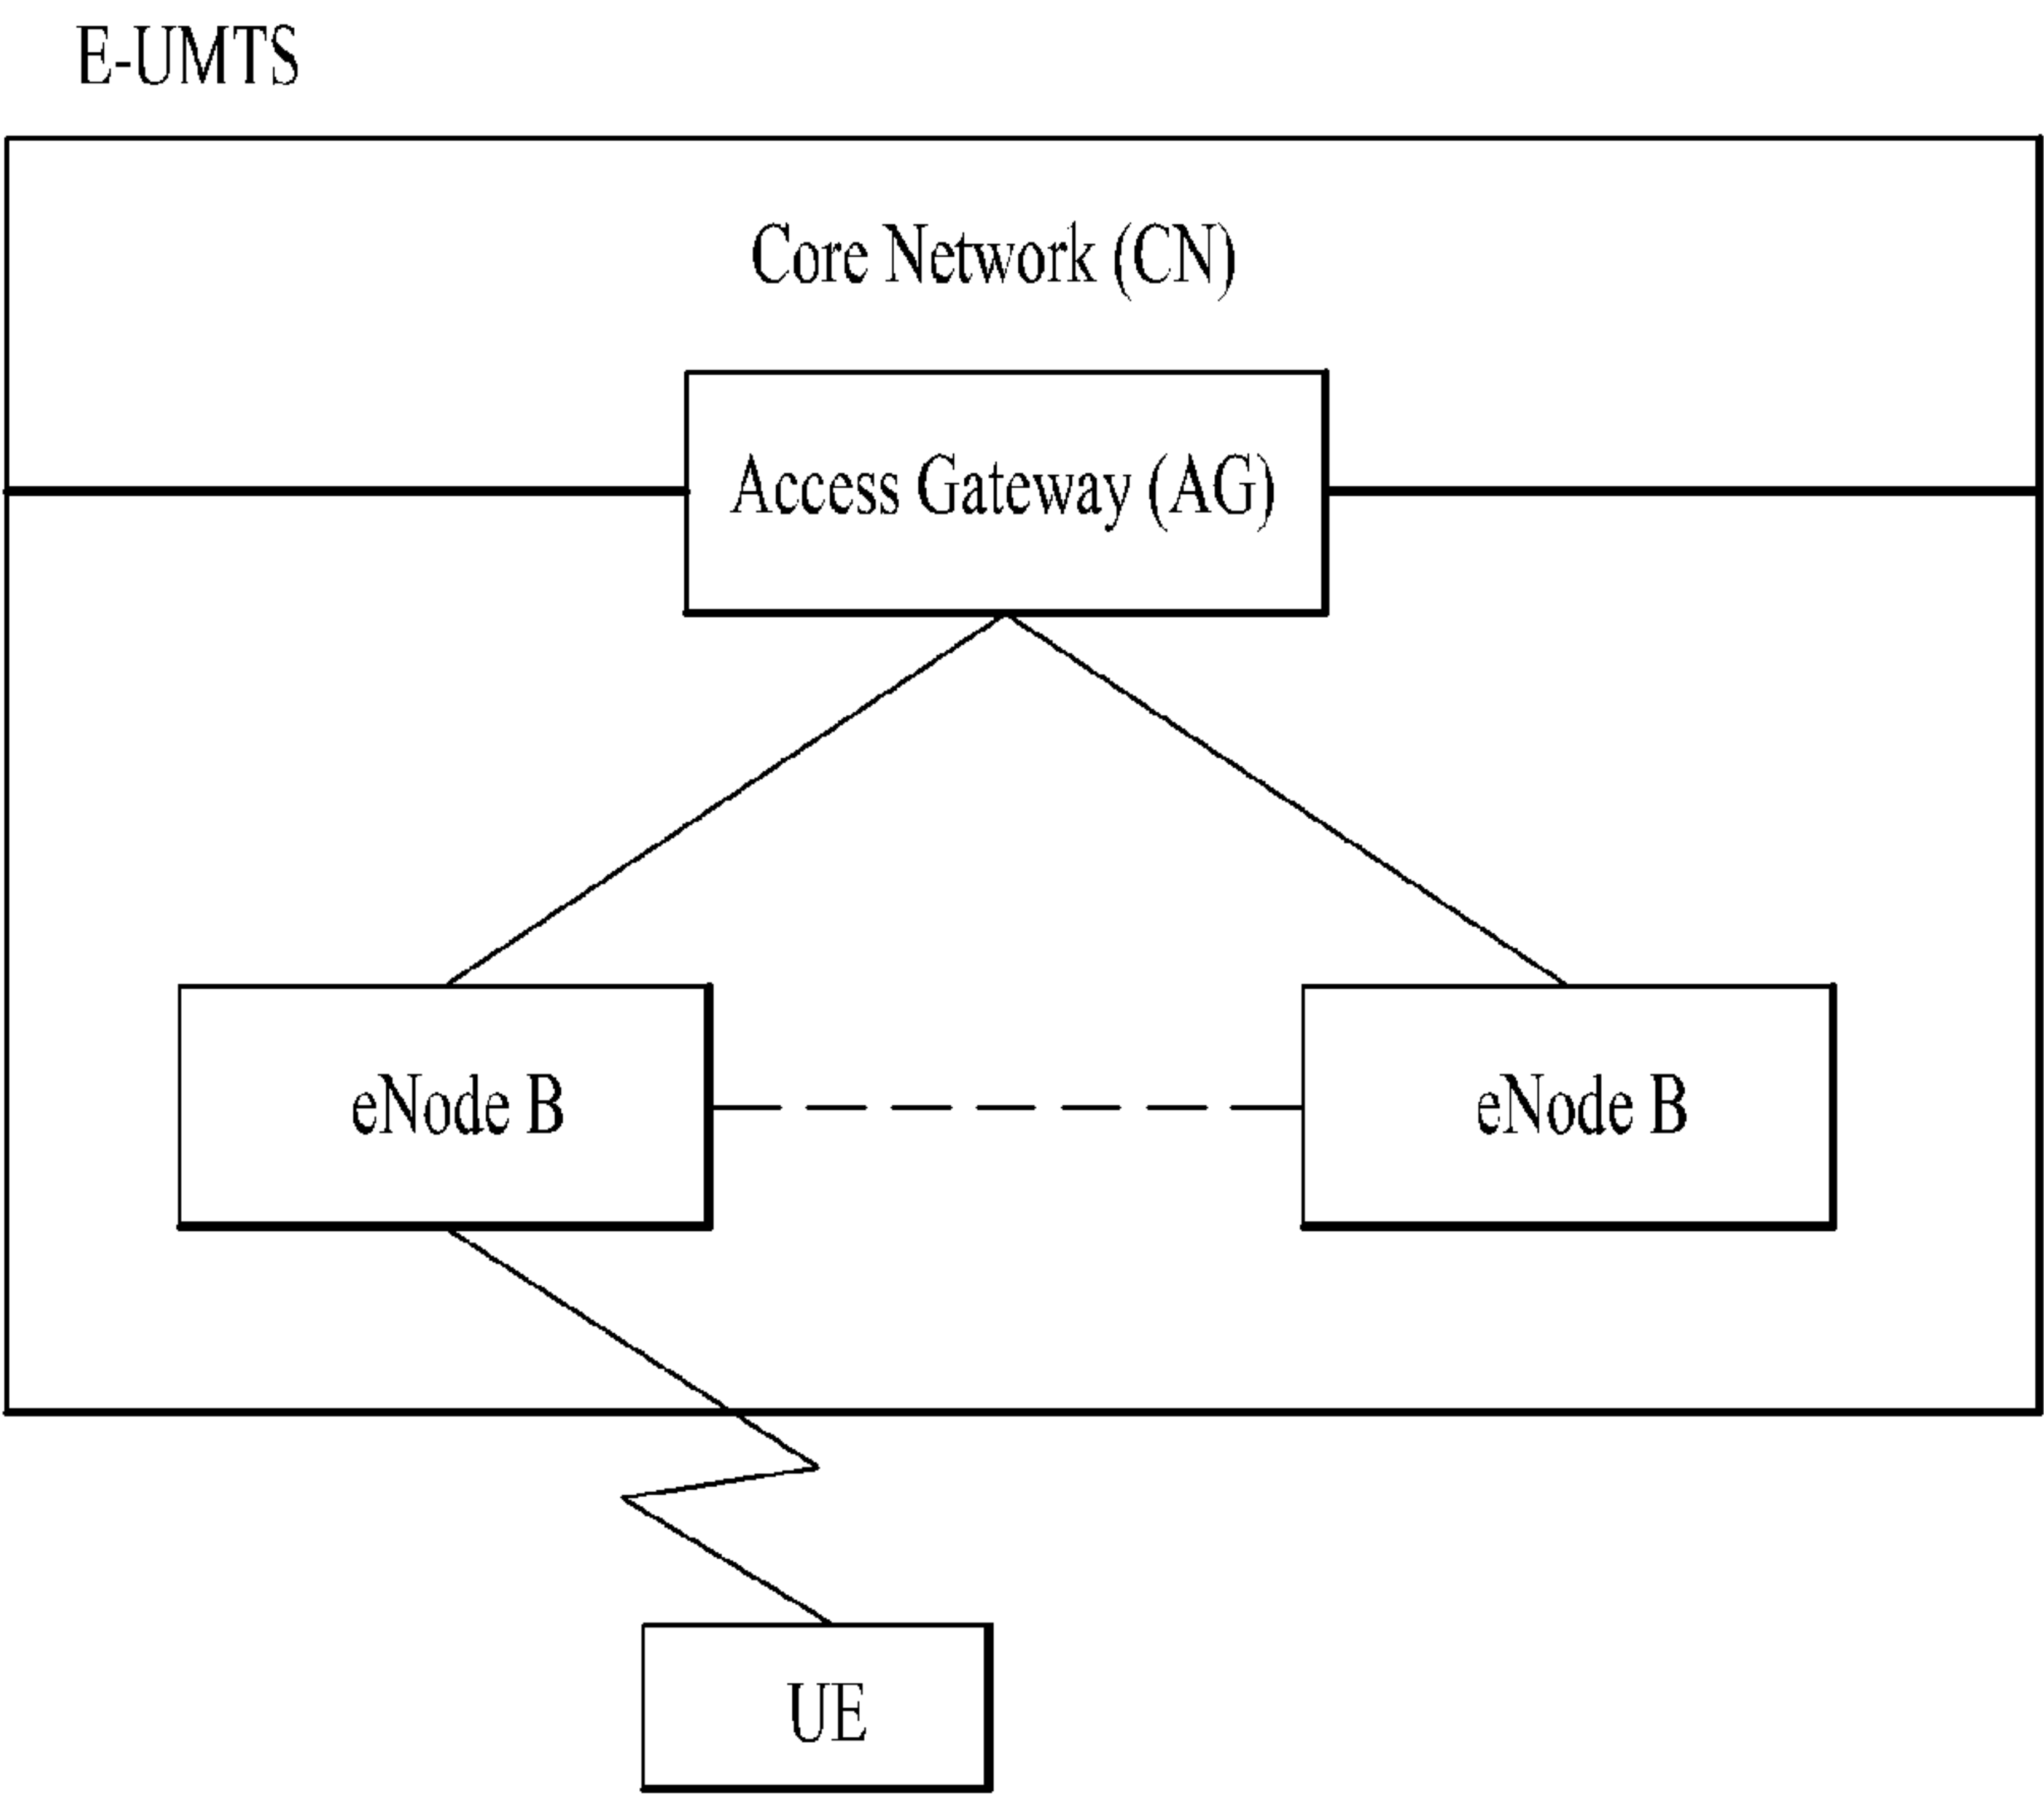 E-UMTS
Core Network (CN)
Access Gateway (AG)
eNode B
eNode B
UE